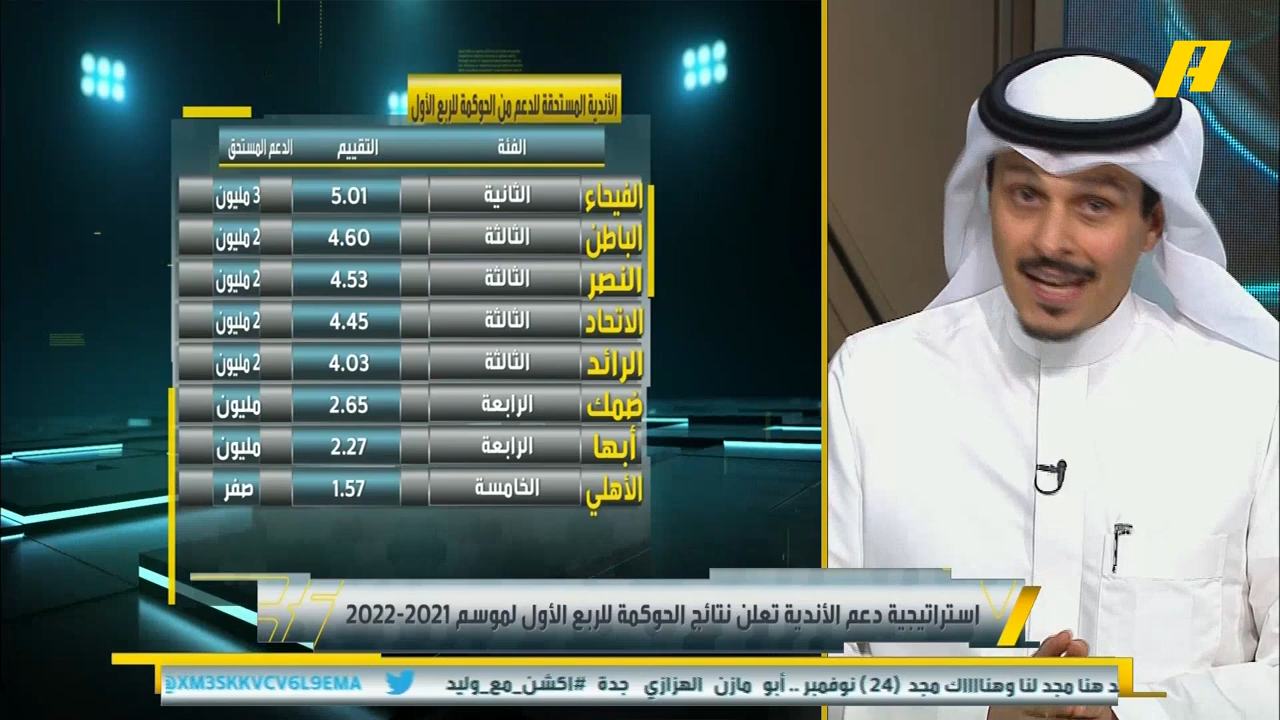 الأندية المستحقة للدعم من الحوكمة للربع الأول
الفئة التقييم الدعم المستحق
الفيحاء الثانية 5.01 3 مليون
الباطن الثالثة 4.60 2 مليون
النصر الثالثة 4.53 2 مليون
الاتحاد الثالثة 4.45 2 مليون
الرائد الثالثة 4.03 2 مليون
ضمك الرابعة 2.65 مليون
أبها الرابعة 2.27 مليون
الأهلي الخامسة 1.57 صفر
استراتيجية دعم الأندية تعلن نتائج الحوكمة للربع الأول لموسم 2021-2022
هنا مجد لنا وهناااااك مجد (24) نوفمبر .. أبو مازن الهزازي جدة #اكشن_مع_وليد @XM3SKKVCV6L9EMA